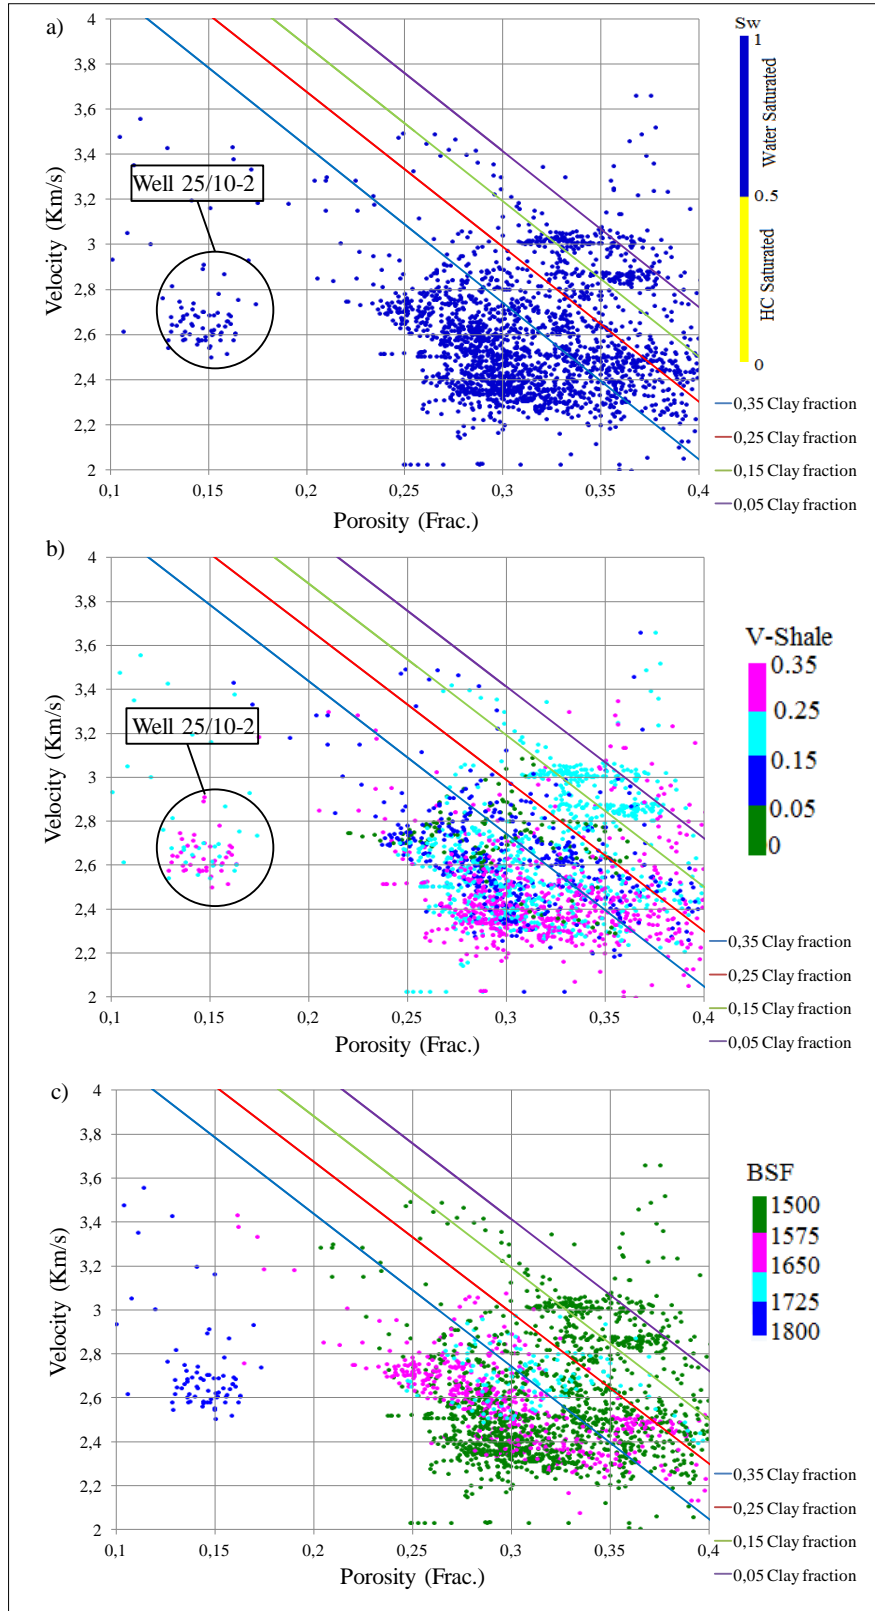 a)
4
3,8
3,6
3,4
3,2
3
2,8
2,6
2,4
2,2
2
Velocity (Km/s)
Well 25/10-2
0,1
0,15
0,2
0,25
0,3
0,35
0,4
Porosity (Frac.)
Sw
1
Water Saturated
0.5
HC Saturated
0
0,35 Clay fraction
0,25 Clay fraction
0,15 Clay fraction
0,05 Clay fraction
b)
4
3,8
3,6
3,4
3,2
3
2,8
2,6
2,4
2,2
2
Velocity (Km/s)
Well 25/10-2
0,1
0,15
0,2
0,25
0,3
0,35
0,4
Porosity (Frac.)
V-Shale
0.35
0.25
0.15
0.05
0
0,35 Clay fraction
0,25 Clay fraction
0,15 Clay fraction
0,05 Clay fraction
c)
4
3,8
3,6
3,4
3,2
3
2,8
2,6
2,4
2,2
2
Velocity (Km/s)
0,1
0,15
0,2
0,25
0,3
0,35
0,4
Porosity (Frac.)
BSF
1500
1575
1650
1725
1800
0,35 Clay fraction
0,25 Clay fraction
0,15 Clay fraction
0,05 Clay fraction